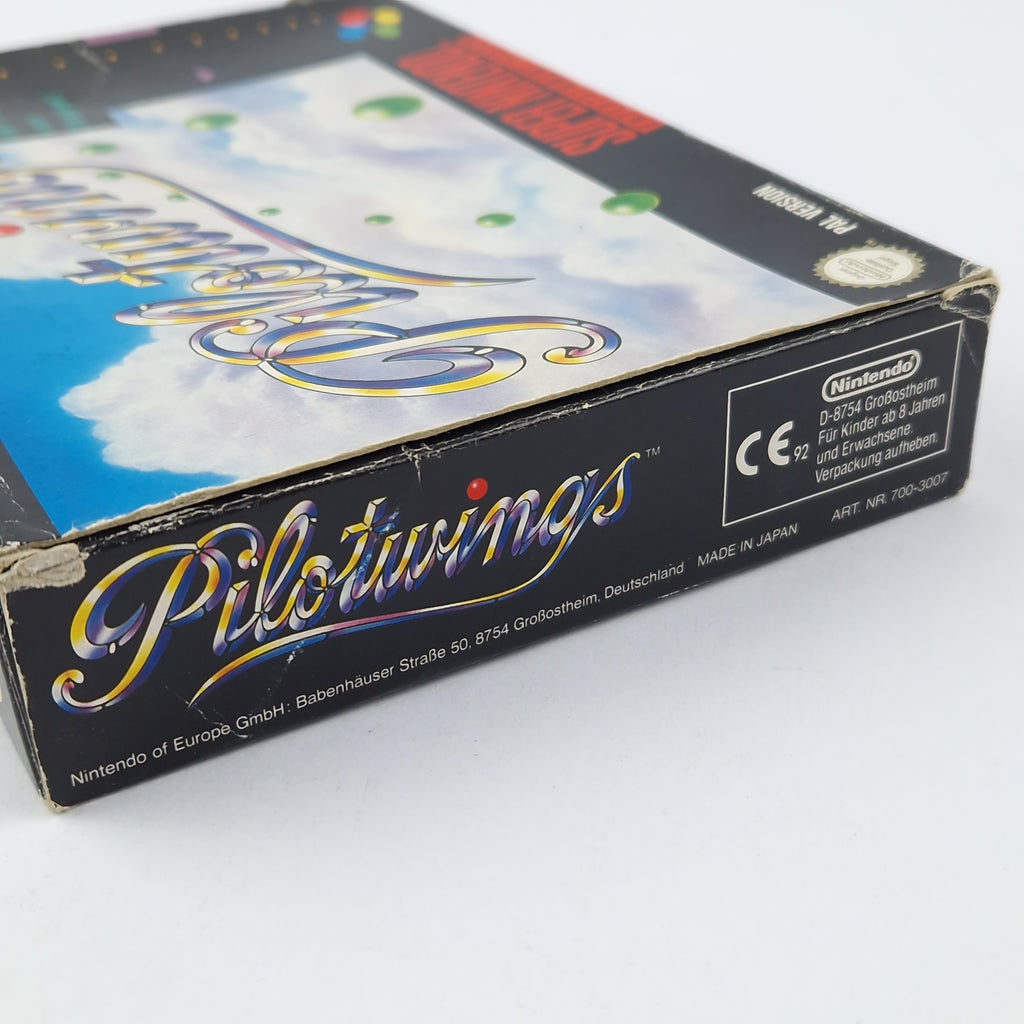 SUPER NINTENDO
PAL VERSION
Pilotwings
Pilotwings™
Nintendo
D-8754 Großostheim
Für Kinder ab 8 Jahren
und Erwachsene.
Verpackung aufheben.
CE 92
Nintendo of Europe GmbH: Babenhäuser Straße 50, 8754 Großostheim, Deutschland MADE IN JAPAN ART. NR. 700-3007